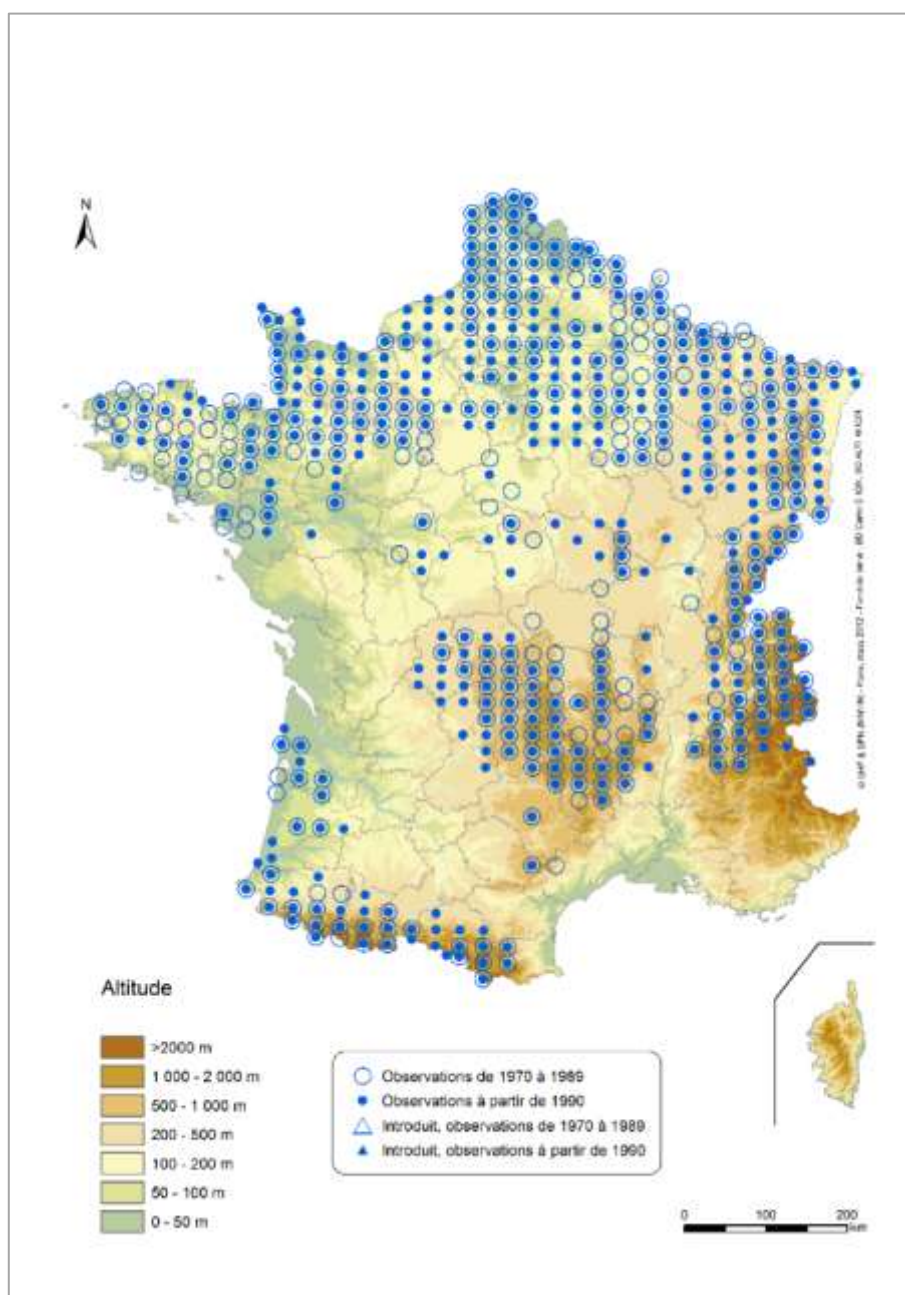 N
Altitude
>2000 m
1 000 - 2 000 m
500 - 1 000 m
200 - 500 m
100 - 200 m
50 - 100 m
0 - 50 m
Observations de 1970 à 1989
Observations à partir de 1990
Introduit, observations de 1970 à 1989
Introduit, observations à partir de 1990
0 100 200
km